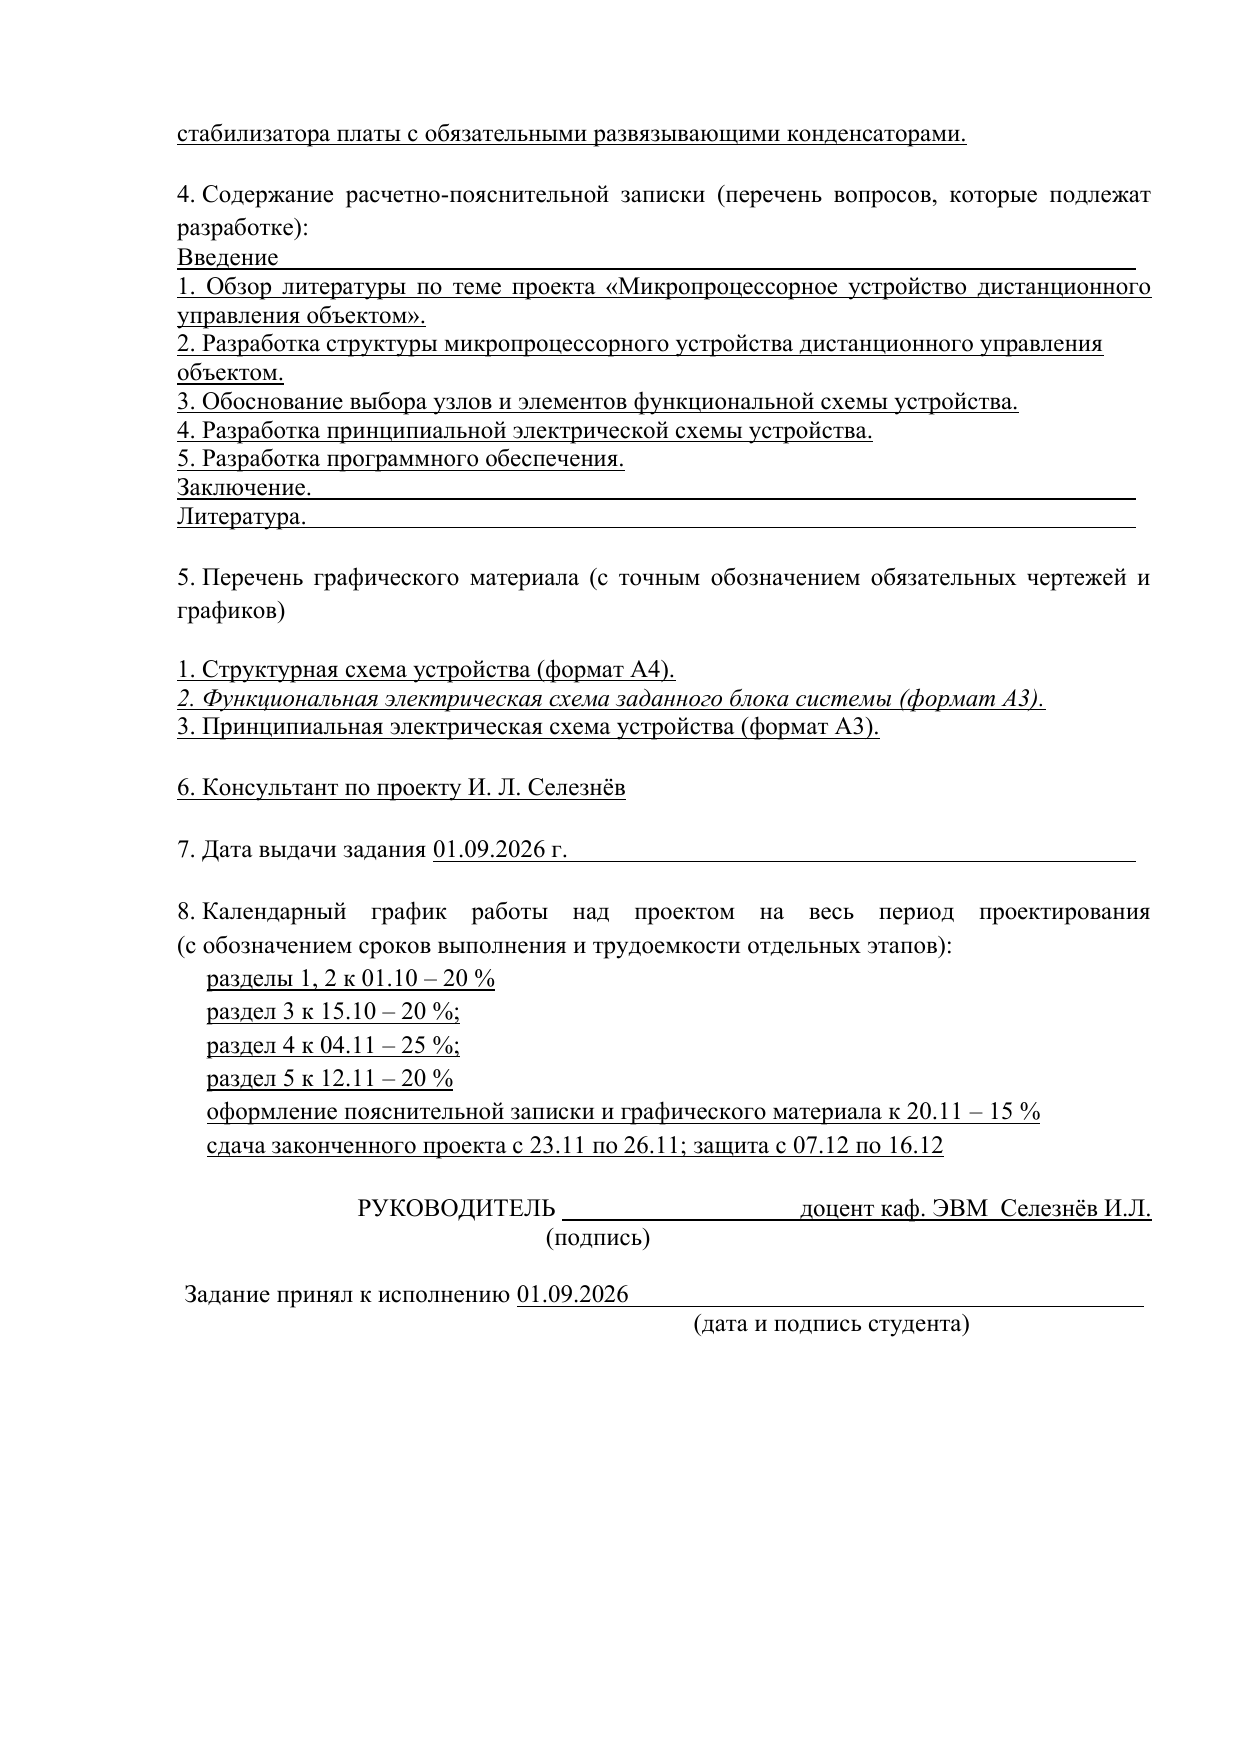 стабилизатора платы с обязательными развязывающими конденсаторами.
4. Содержание расчетно-пояснительной записки (перечень вопросов, которые подлежат
разработке):
Введение
1. Обзор литературы по теме проекта «Микропроцессорное устройство дистанционного
управления объектом».
2. Разработка структуры микропроцессорного устройства дистанционного управления
объектом.
3. Обоснование выбора узлов и элементов функциональной схемы устройства.
4. Разработка принципиальной электрической схемы устройства.
5. Разработка программного обеспечения.
Заключение.
Литература.
5. Перечень графического материала (с точным обозначением обязательных чертежей и
графиков)
1. Структурная схема устройства (формат А4).
2. Функциональная электрическая схема заданного блока системы (формат А3).
3. Принципиальная электрическая схема устройства (формат А3).
6. Консультант по проекту И. Л. Селезнёв
7. Дата выдачи задания 01.09.2026 г.
8. Календарный график работы над проектом на весь период проектирования
(с обозначением сроков выполнения и трудоемкости отдельных этапов):
разделы 1, 2 к 01.10 – 20 %
раздел 3 к 15.10 – 20 %;
раздел 4 к 04.11 – 25 %;
раздел 5 к 12.11 – 20 %
оформление пояснительной записки и графического материала к 20.11 – 15 %
сдача законченного проекта с 23.11 по 26.11; защита с 07.12 по 16.12
РУКОВОДИТЕЛЬ доцент каф. ЭВМ Селезнёв И.Л.
(подпись)
Задание принял к исполнению 01.09.2026
(дата и подпись студента)